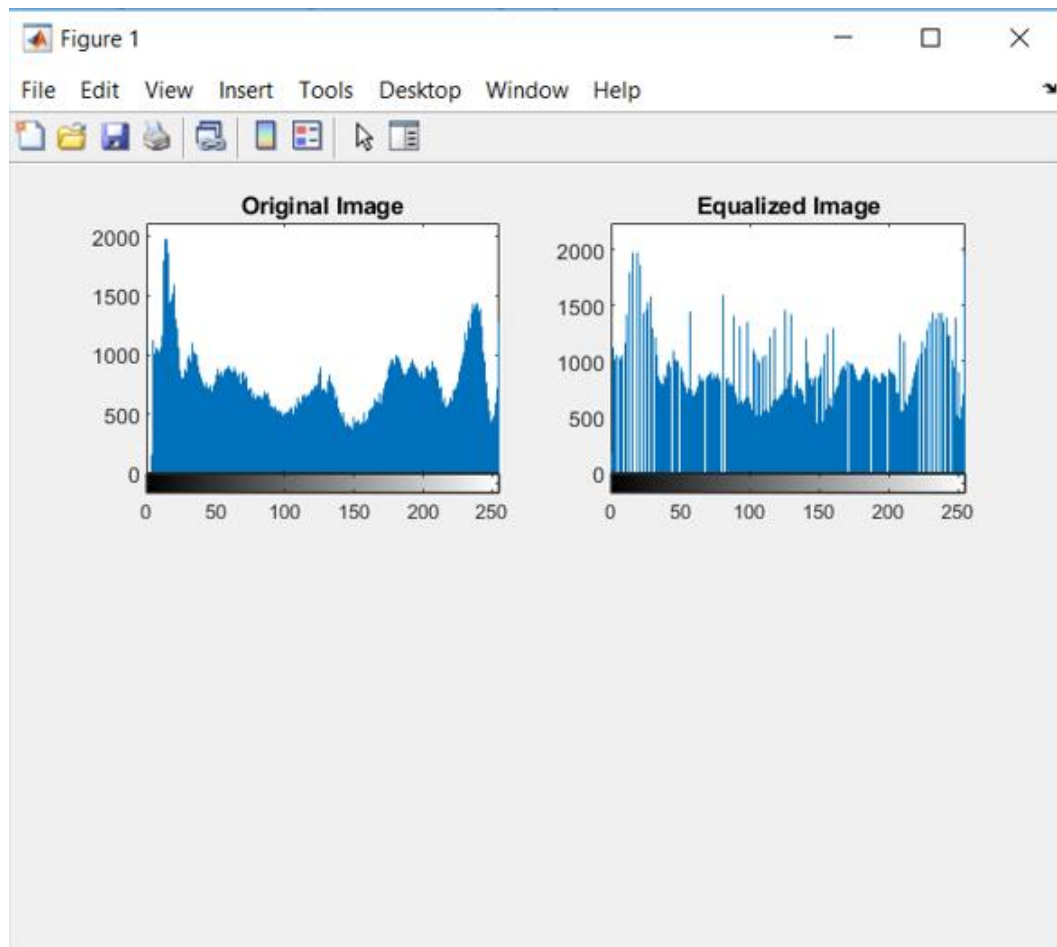 Figure 1
File Edit View Insert Tools Desktop Window Help
Original Image
2000
1500
1000
500
0
0 50 100 150 200 250
Equalized Image
2000
1500
1000
500
0
0 50 100 150 200 250